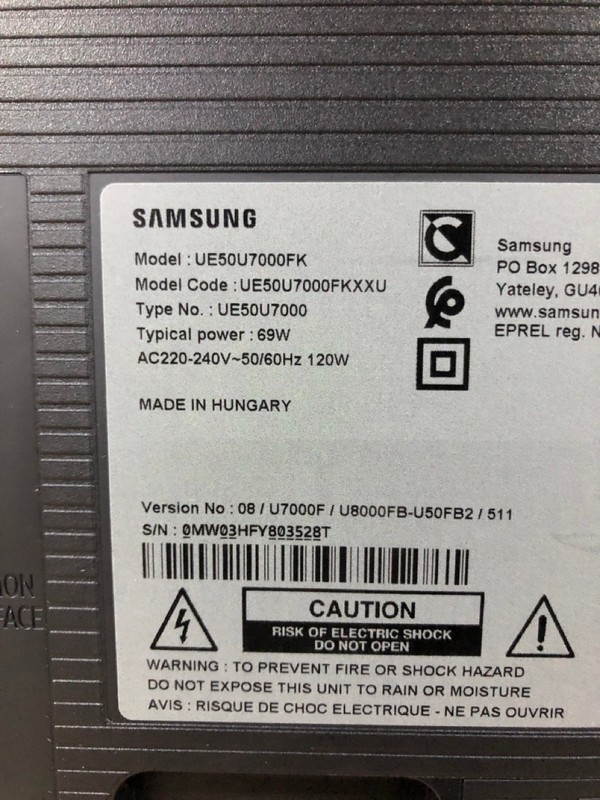 SAMSUNG
Model : UE50U7000FK
Model Code : UE50U7000FKXXU
Type No. : UE50U7000
Typical power : 69W
AC220-240V~50/60Hz 120W
MADE IN HUNGARY
Samsung
PO Box 1298
Yateley, GU4
www.samsun
EPREL reg. N
Version No : 08 / U7000F / U8000FB-U50FB2 / 511
S/N : 0MW03HFY803528T
ION
FACE
CAUTION
RISK OF ELECTRIC SHOCK
DO NOT OPEN
WARNING : TO PREVENT FIRE OR SHOCK HAZARD
DO NOT EXPOSE THIS UNIT TO RAIN OR MOISTURE
AVIS : RISQUE DE CHOC ELECTRIQUE - NE PAS OUVRIR